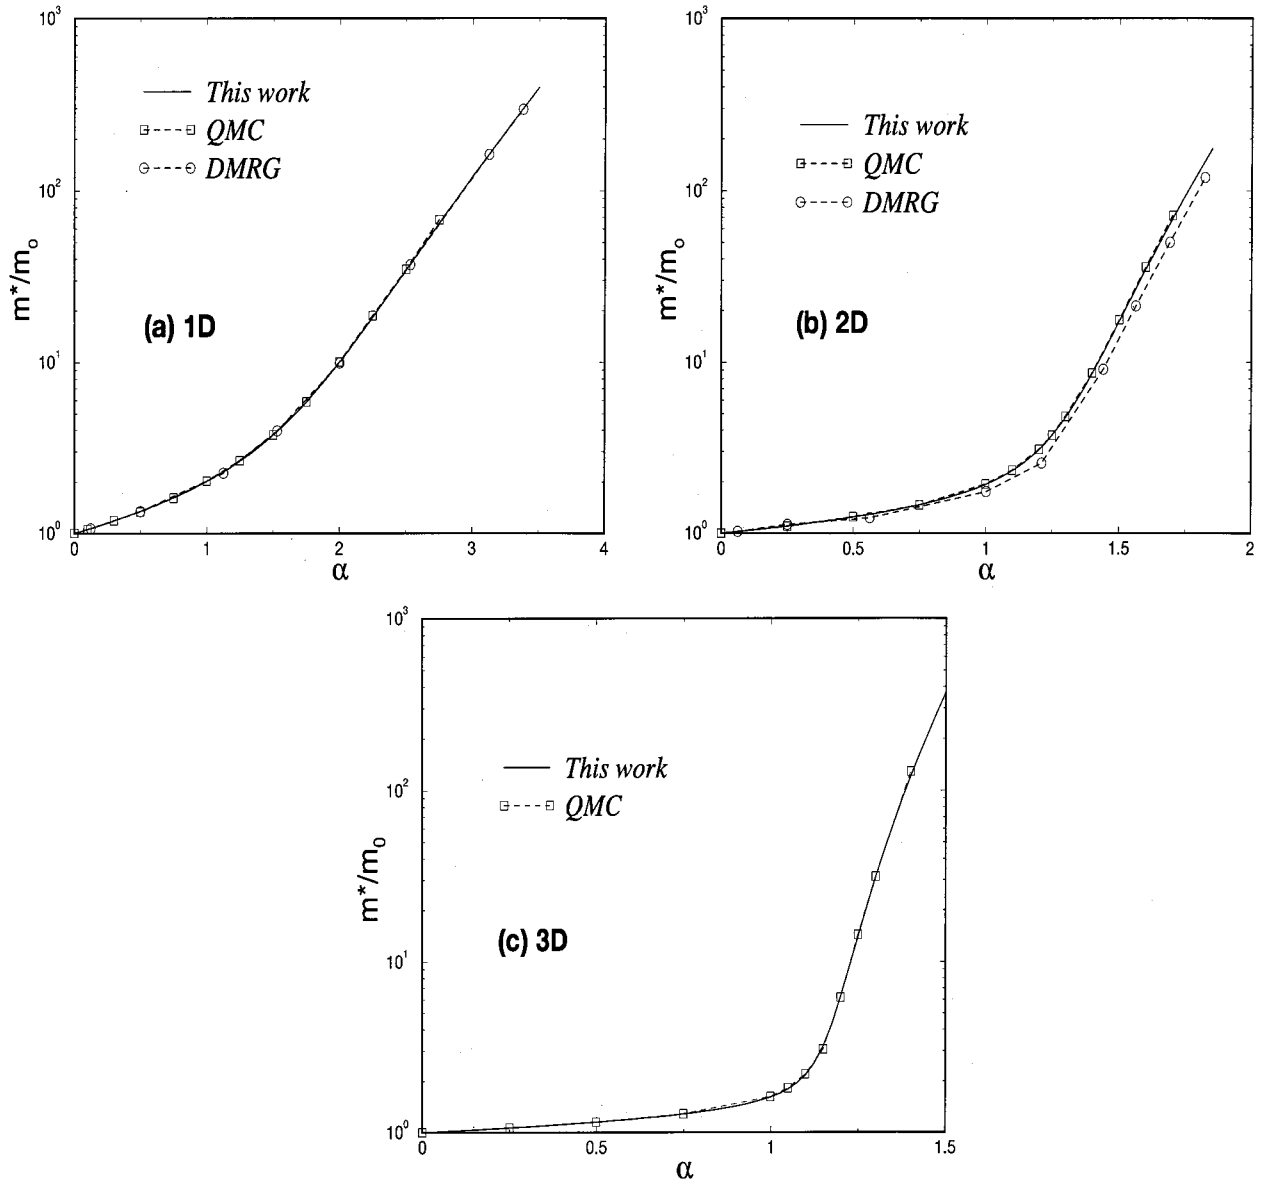 10³
This work
QMC
DMRG
10²
m*/mₒ
(a) 1D
10¹
10⁰
0 1 2 3 4
α
10³
This work
QMC
DMRG
10²
m*/mₒ
(b) 2D
10¹
10⁰
0 0.5 1 1.5 2
α
10³
This work
QMC
10²
m*/m₀
(c) 3D
10¹
10⁰
0 0.5 1 1.5
α